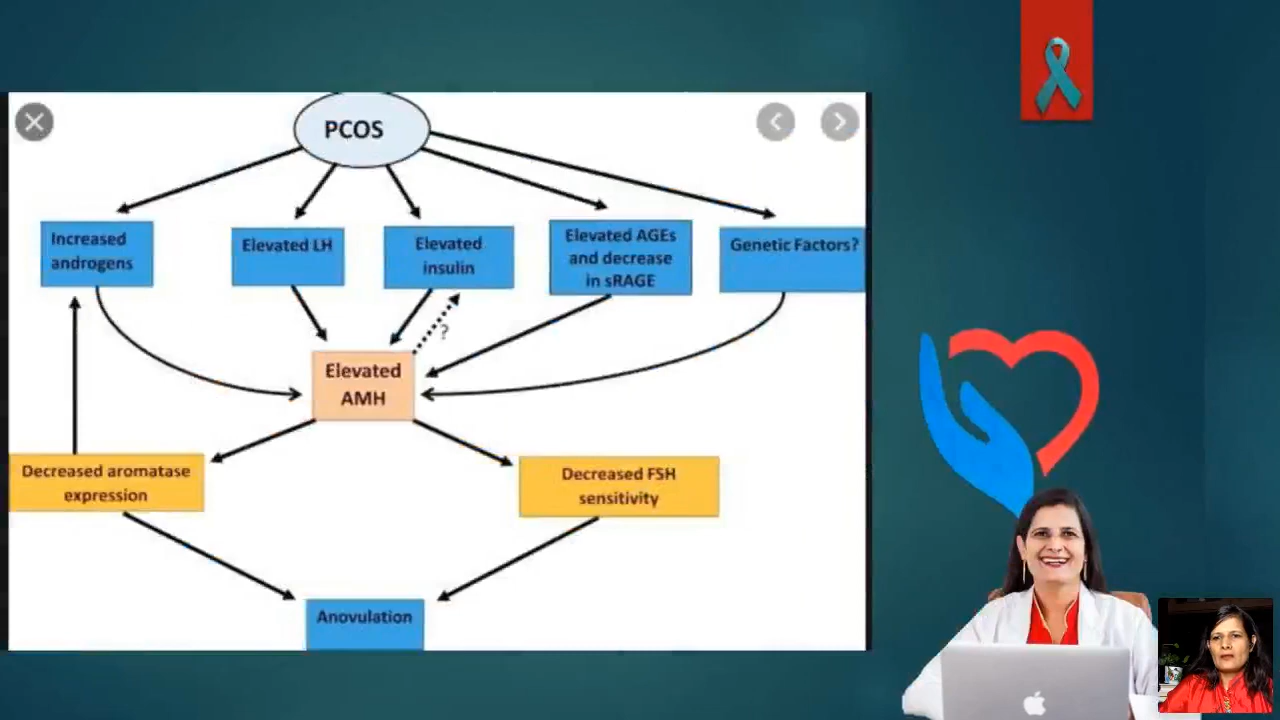 PCOS
Increased
androgens
Elevated LH
Elevated
insulin
Elevated AGEs
and decrease
in sRAGE
Genetic Factors?
?
Elevated
AMH
Decreased aromatase
expression
Decreased FSH
sensitivity
Anovulation